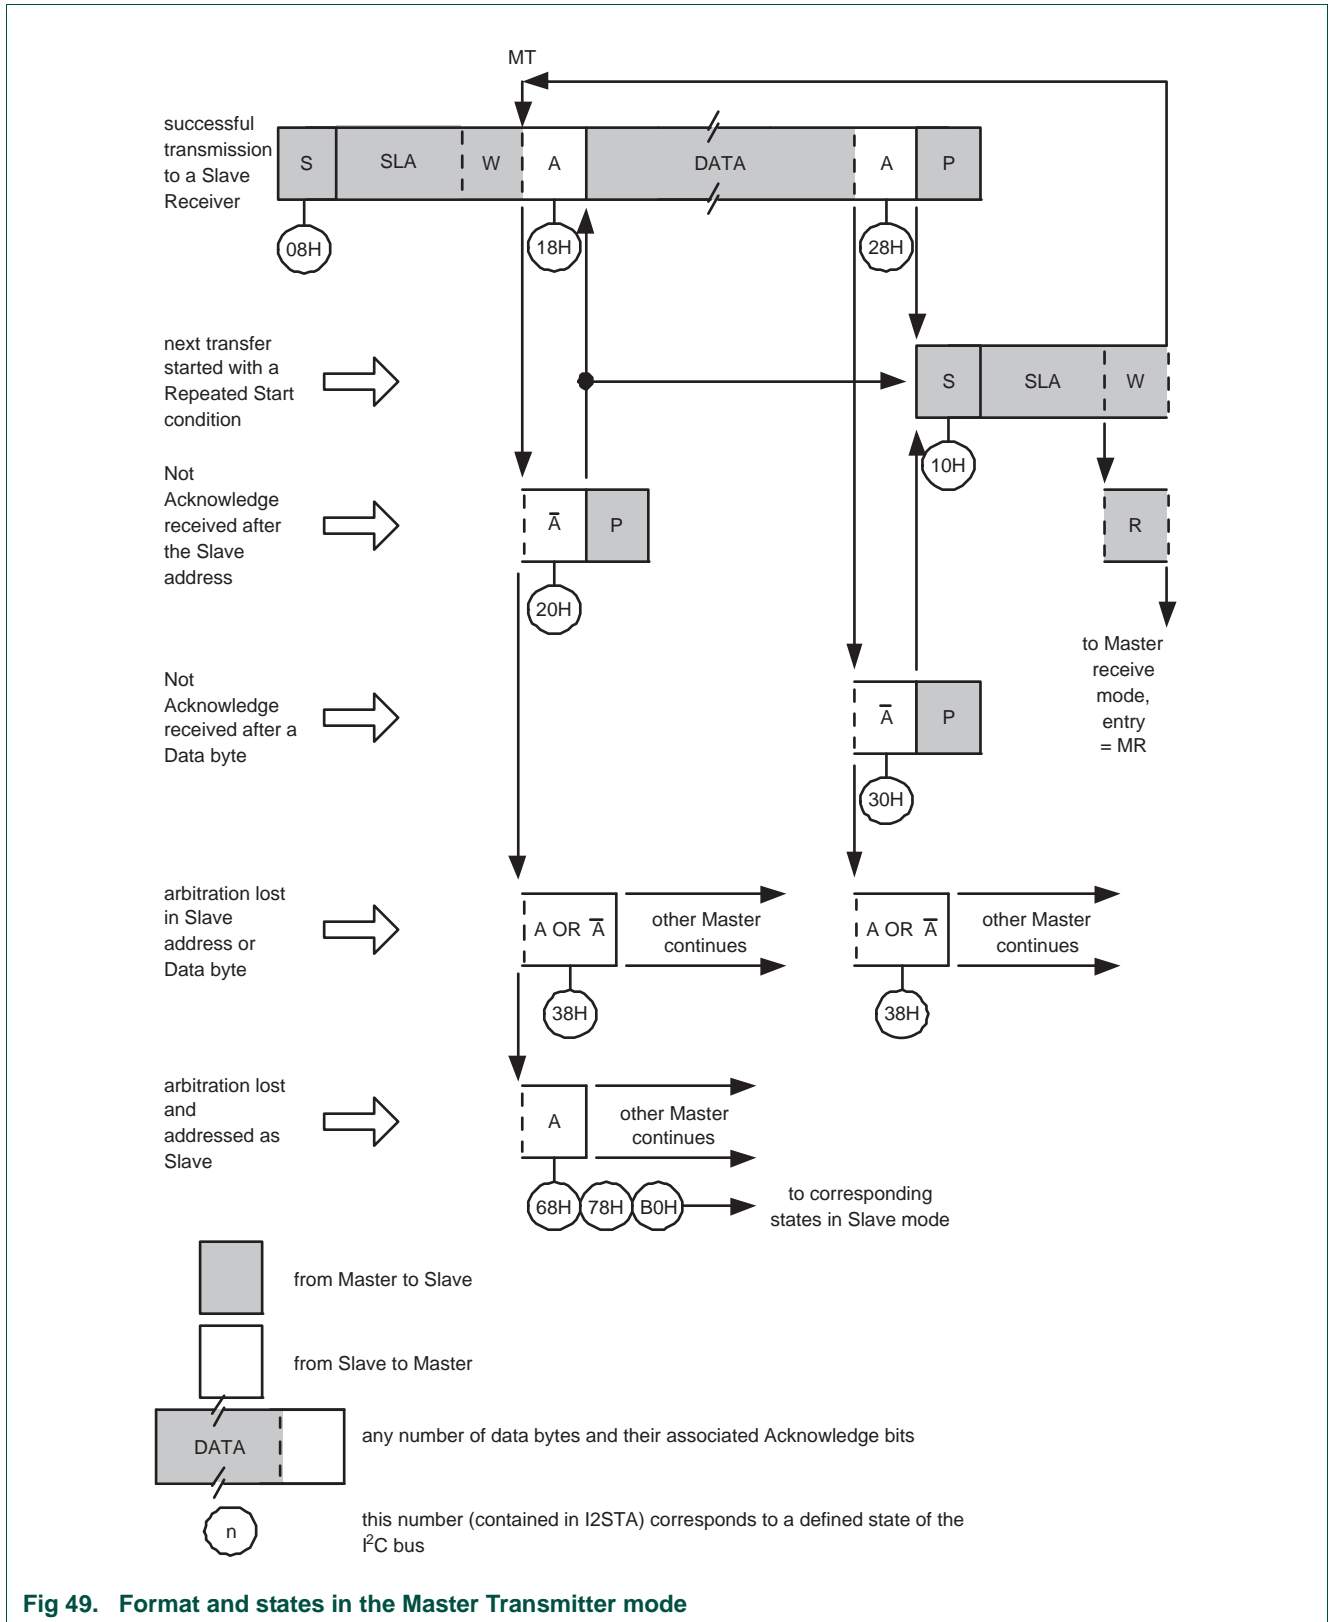 MT
successful
transmission
to a Slave
Receiver
S
SLA
W
A
DATA
A
P
08H
18H
28H
next transfer
started with a
Repeated Start
condition
S
SLA
W
10H
Not
Acknowledge
received after
the Slave
address
A̅
P
R
20H
to Master
receive
mode,
entry
= MR
Not
Acknowledge
received after a
Data byte
A̅
P
30H
arbitration lost
in Slave
address or
Data byte
A OR A̅
other Master
continues
A OR A̅
other Master
continues
38H
38H
arbitration lost
and
addressed as
Slave
A
other Master
continues
68H
78H
B0H
to corresponding
states in Slave mode
from Master to Slave
from Slave to Master
DATA
any number of data bytes and their associated Acknowledge bits
n
this number (contained in I2STA) corresponds to a defined state of the
I²C bus
Fig 49. Format and states in the Master Transmitter mode